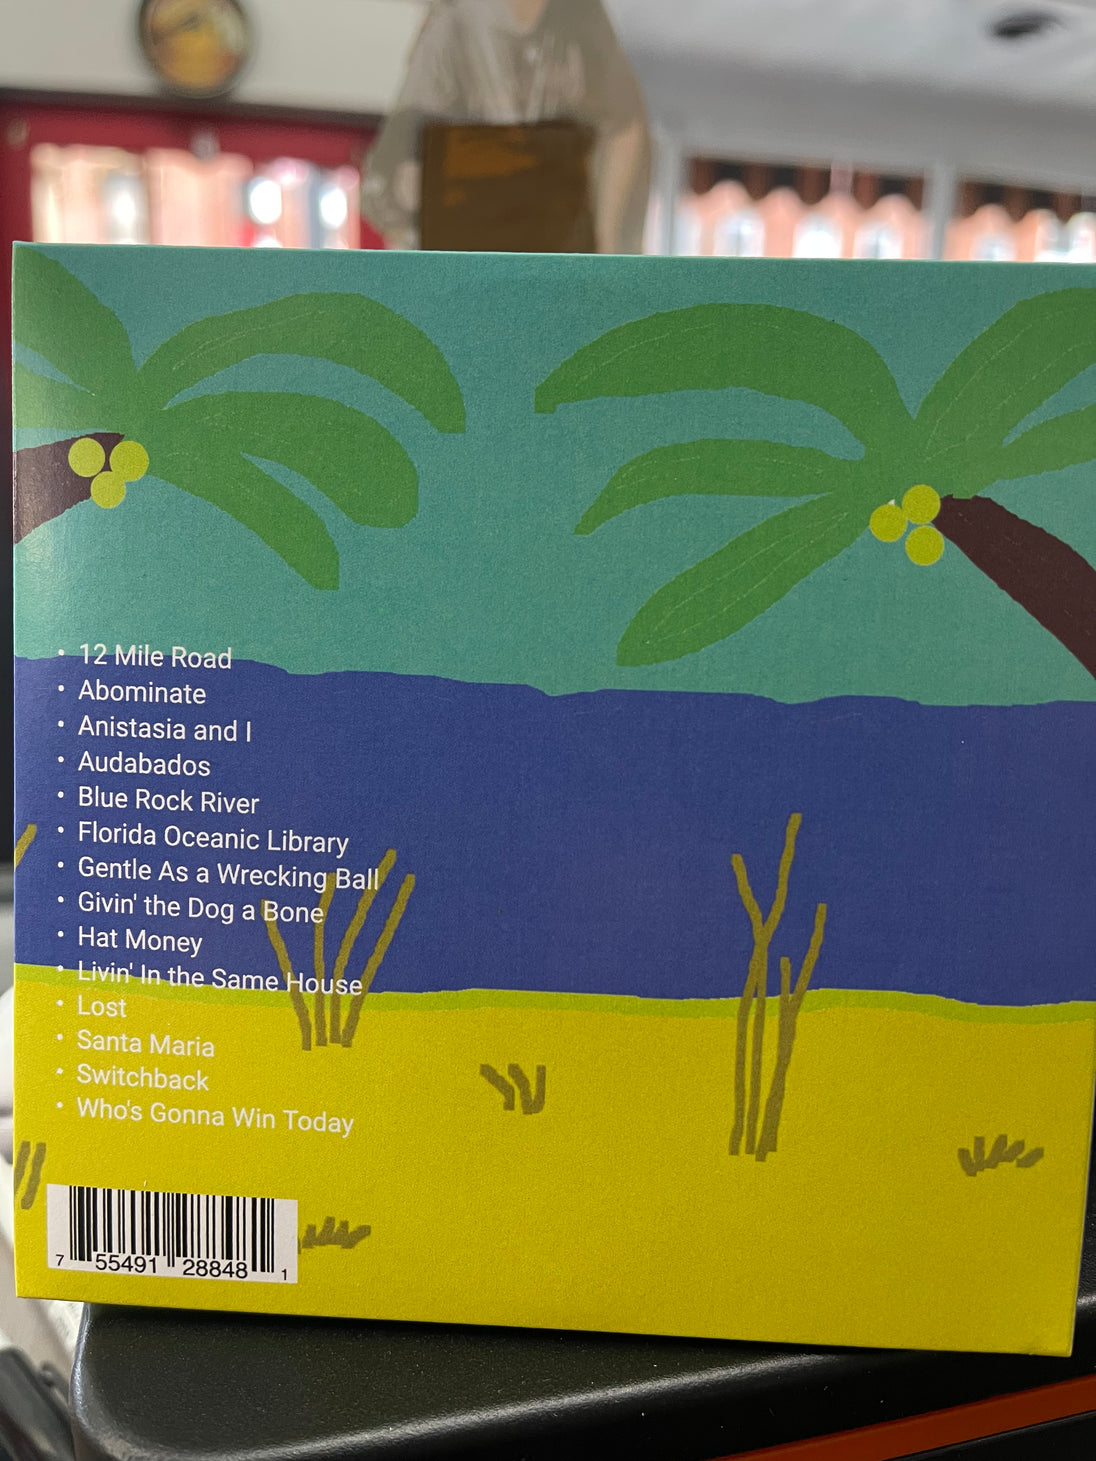 • 12 Mile Road
• Abominate
• Anistasia and I
• Audabados
• Blue Rock River
• Florida Oceanic Library
• Gentle As a Wrecking Ball
• Givin' the Dog a Bone
• Hat Money
• Livin' In the Same House
• Lost
• Santa Maria
• Switchback
• Who's Gonna Win Today
7 55491 28848 1